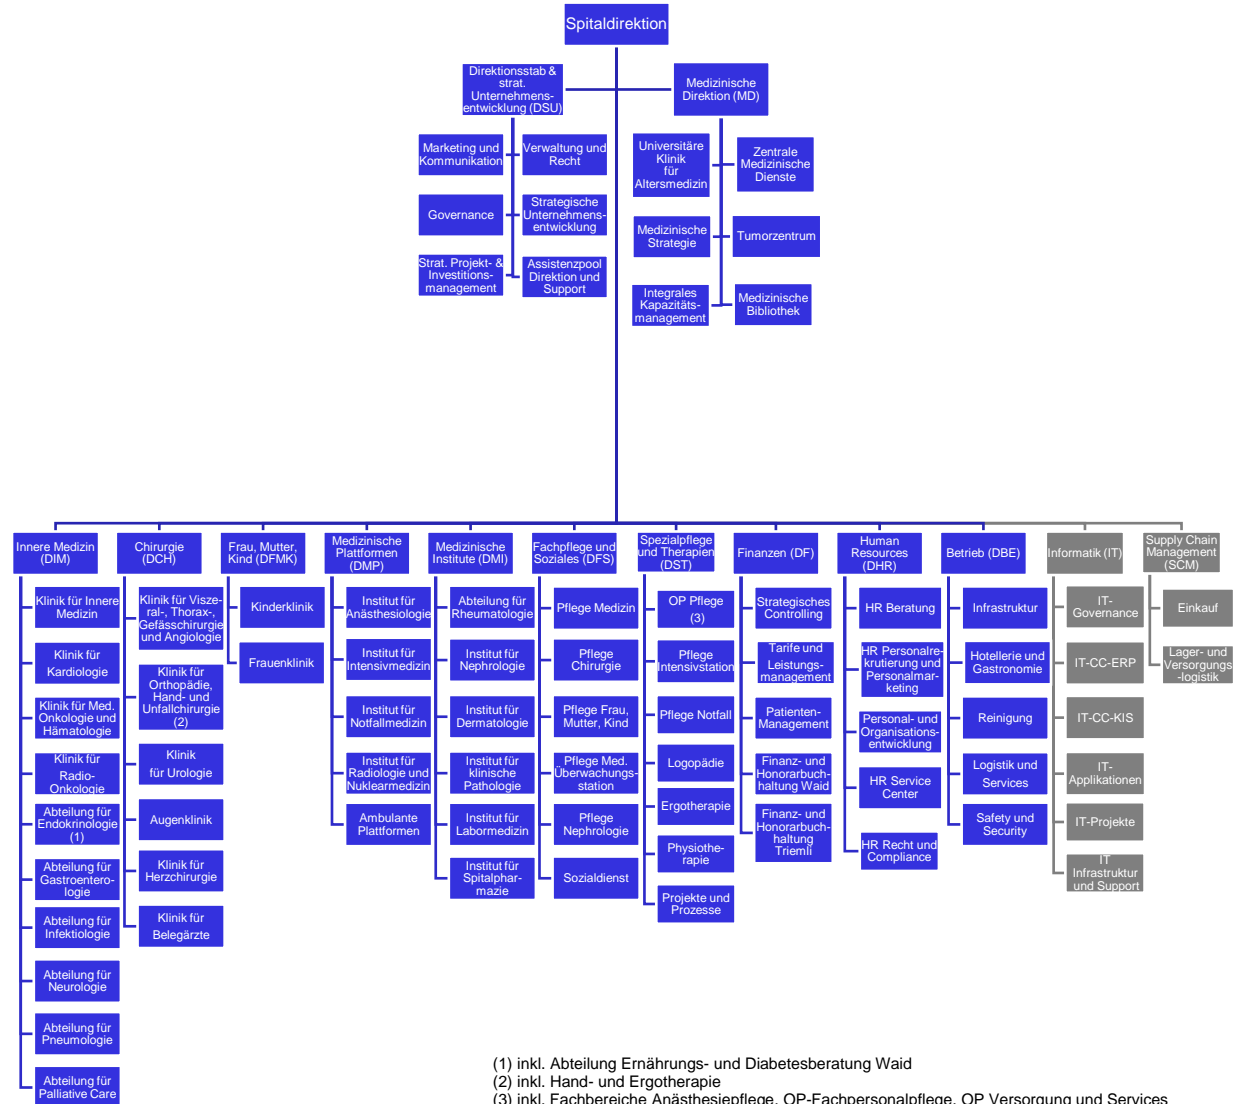 Spitaldirektion
Direktionsstab &
strat.
Unternehmens-
entwicklung (DSU)
Medizinische
Direktion (MD)
Marketing und
Kommunikation
Verwaltung und
Recht
Governance
Strategische
Unternehmens-
entwicklung
Strat. Projekt- &
Investitions-
management
Assistenzpool
Direktion und
Support
Universitäre
Klinik
für
Altersmedizin
Zentrale
Medizinische
Dienste
Medizinische
Strategie
Tumorzentrum
Integrales
Kapazitäts-
management
Medizinische
Bibliothek
Innere Medizin
(DIM)
Klinik für Innere
Medizin
Klinik für
Kardiologie
Klinik für Med.
Onkologie und
Hämatologie
Klinik für
Radio-
Onkologie
Abteilung für
Endokrinologie
(1)
Abteilung für
Gastroentero-
logie
Abteilung für
Infektiologie
Abteilung für
Neurologie
Abteilung für
Pneumologie
Abteilung für
Palliative Care
Chirurgie
(DCH)
Klinik für Visze-
ral-, Thorax-,
Gefässchirurgie
und Angiologie
Klinik für
Orthopädie,
Hand- und
Unfallchirurgie
(2)
Klinik
für Urologie
Augenklinik
Klinik für
Herzchirurgie
Klinik für
Belegärzte
Frau, Mutter,
Kind (DFMK)
Kinderklinik
Frauenklinik
Medizinische
Plattformen
(DMP)
Institut für
Anästhesiologie
Institut für
Intensivmedizin
Institut für
Notfallmedizin
Institut für
Radiologie und
Nuklearmedizin
Ambulante
Plattformen
Medizinische
Institute (DMI)
Abteilung für
Rheumatologie
Institut für
Nephrologie
Institut für
Dermatologie
Institut für
klinische
Pathologie
Institut für
Labormedizin
Institut für
Spitalphar-
mazie
Fachpflege und
Soziales (DFS)
Pflege Medizin
Pflege
Chirurgie
Pflege Frau,
Mutter, Kind
Pflege Med.
Überwachungs-
station
Pflege
Nephrologie
Sozialdienst
Spezialpflege
und Therapien
(DST)
OP Pflege
(3)
Pflege
Intensivstation
Pflege Notfall
Logopädie
Ergotherapie
Physiothe-
rapie
Projekte und
Prozesse
Finanzen (DF)
Strategisches
Controlling
Tarife und
Leistungs-
management
Patienten-
Management
Finanz- und
Honorarbuc-
haltung Waid
Finanz- und
Honorarbuch-
haltung
Triemli
Human
Resources
(DHR)
HR Beratung
HR Personalre-
krutierung und
Personalmar-
keting
Personal- und
Organisations-
entwicklung
HR Service
Center
HR Recht und
Compliance
Betrieb (DBE)
Infrastruktur
Hotellerie und
Gastronomie
Reinigung
Logistik und
Services
Safety und
Security
Informatik (IT)
IT-
Governance
IT-CC-ERP
IT-CC-KIS
IT-
Applikationen
IT-Projekte
IT
Infrastruktur
und Support
Supply Chain
Management
(SCM)
Einkauf
Lager- und
Versorgungs
-logistik
(1) inkl. Abteilung Ernährungs- und Diabetesberatung Waid
(2) inkl. Hand- und Ergotherapie
(3) inkl. Fachbereiche Anästhesiepflege, OP-Fachpersonalpflege, OP Versorgung und Services